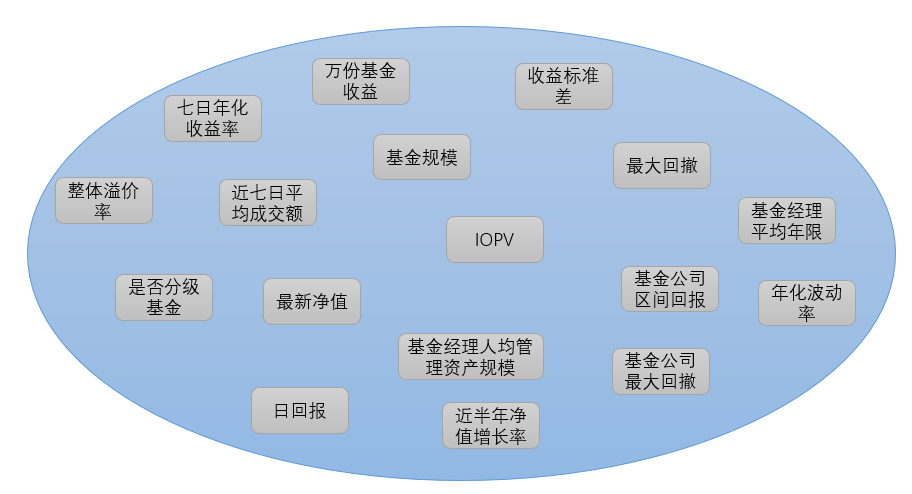 万份基金
收益
收益标准
差
七日年化
收益率
基金规模
最大回撤
整体溢价
率
近七日平
均成交额
基金经理
平均年限
IOPV
是否分级
基金
最新净值
基金公司
区间回报
年化波动
率
基金经理人均管
理资产规模
基金公司
最大回撤
日回报
近半年净
值增长率